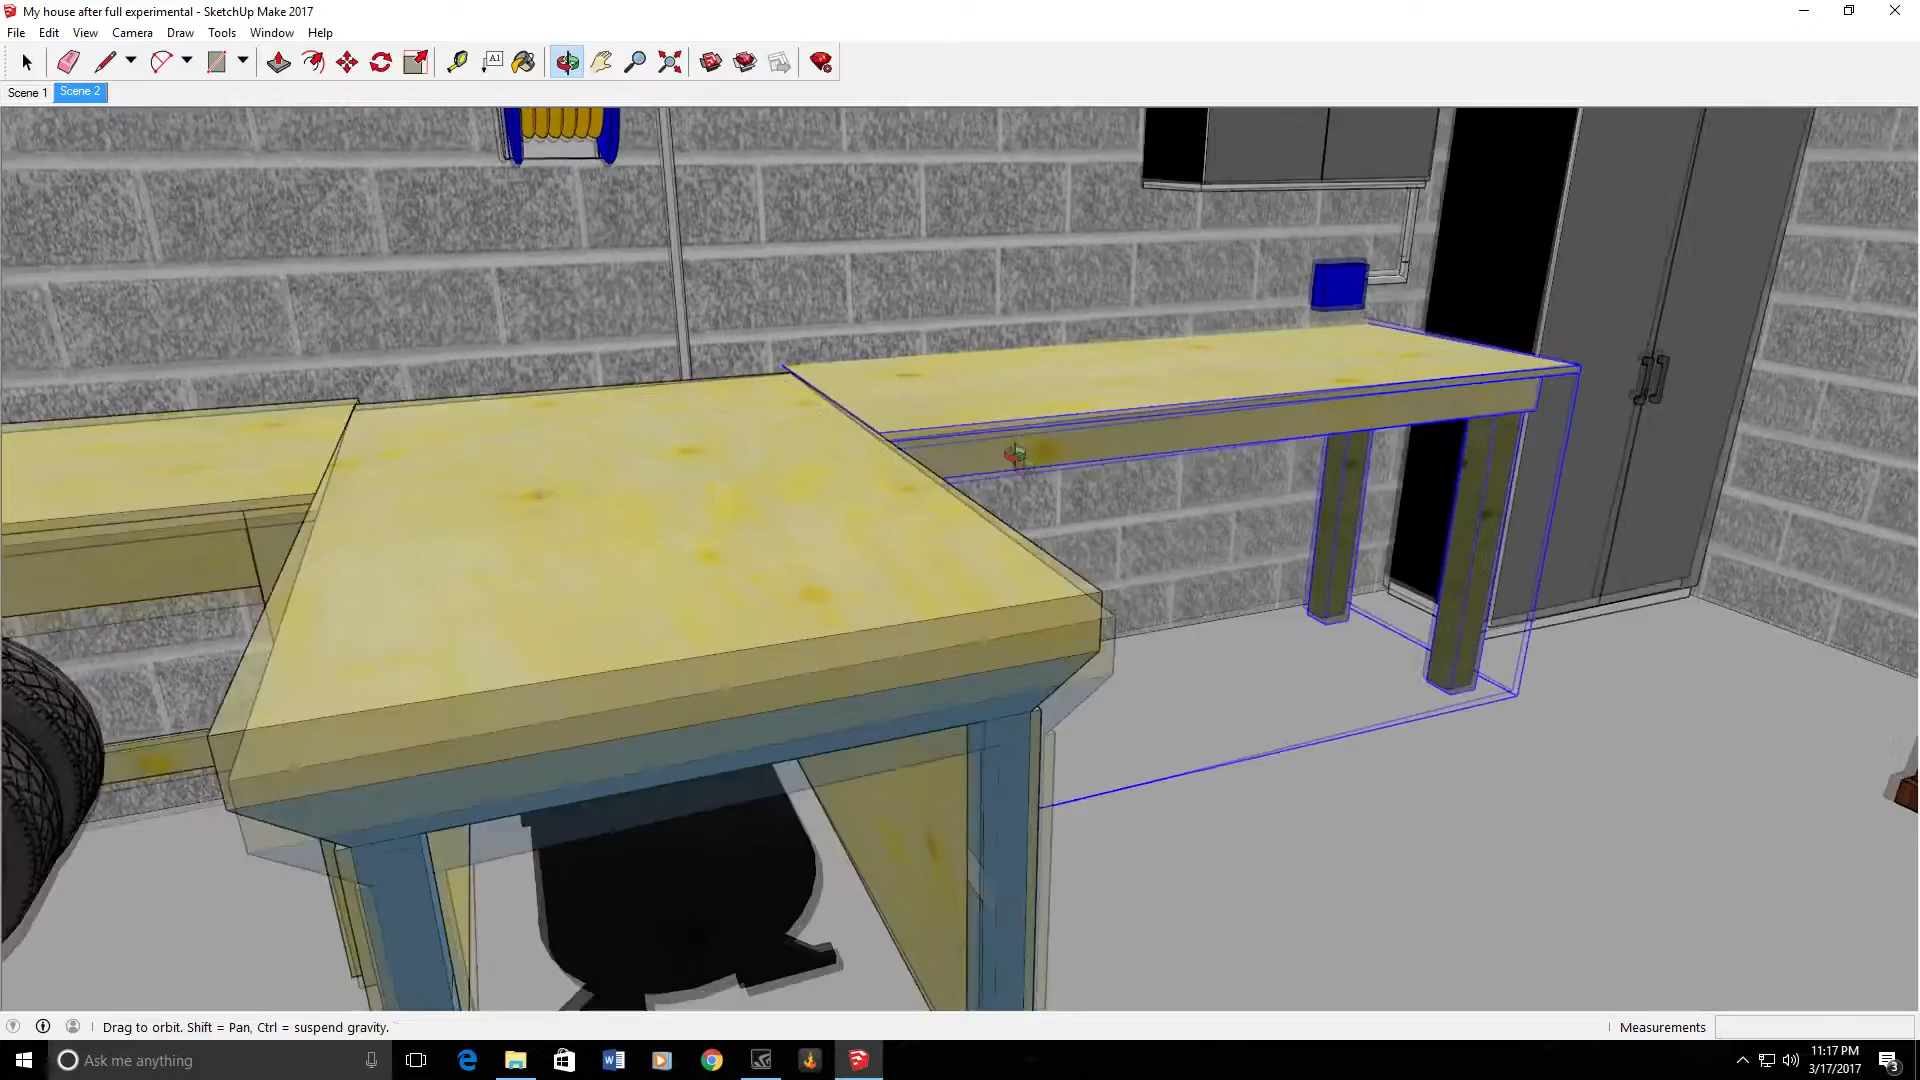 My house after full experimental - SketchUp Make 2017
File Edit View Camera Draw Tools Window Help
A1
Scene 1 Scene 2
Drag to orbit. Shift = Pan, Ctrl = suspend gravity.
Measurements
Ask me anything
11:17 PM
3/17/2017
3